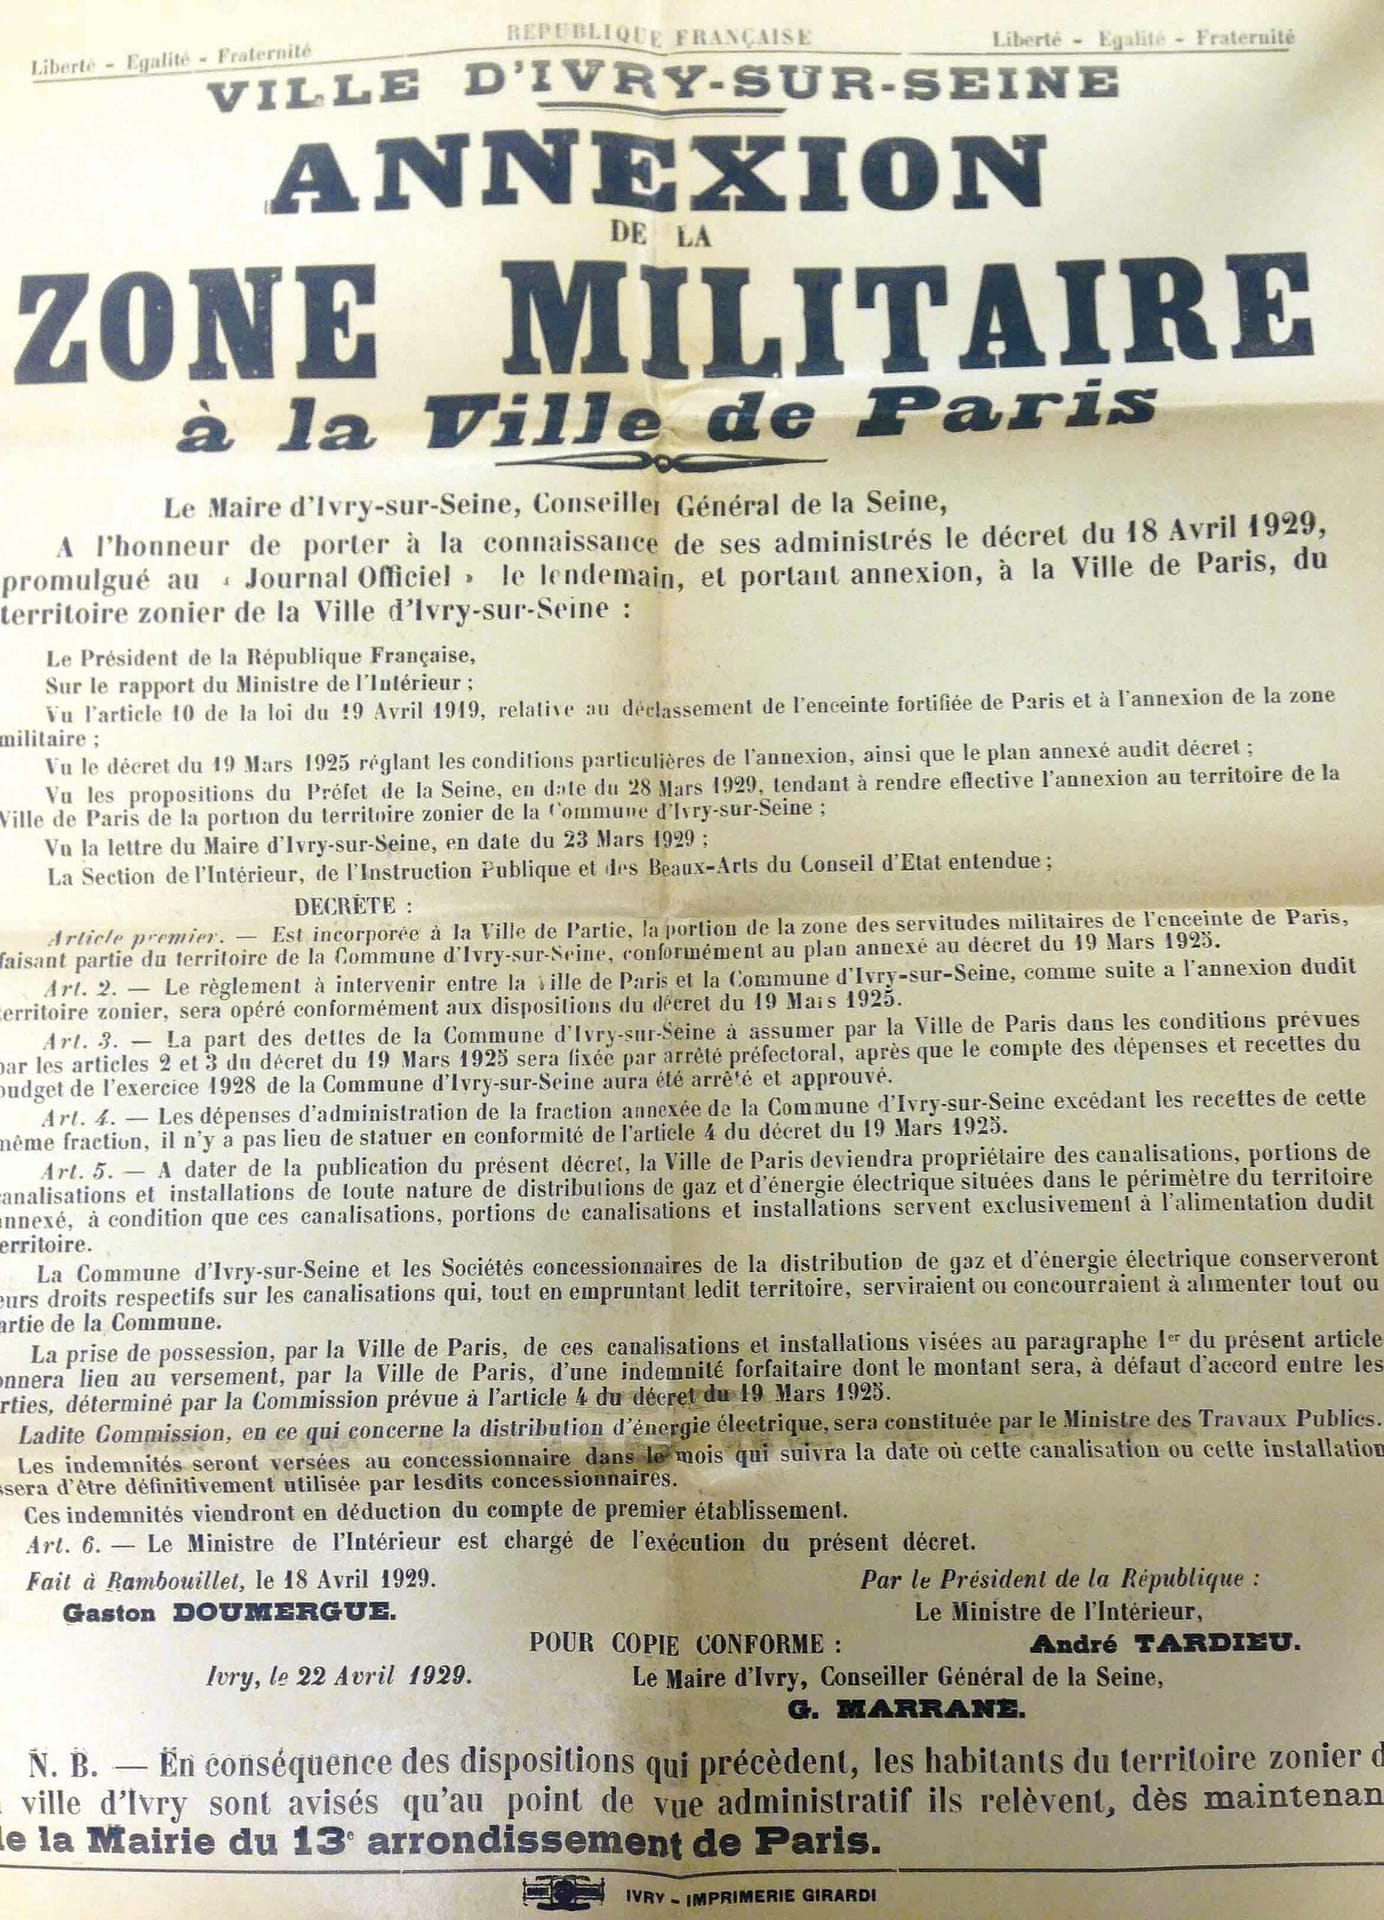 REPUBLIQUE FRANÇAISE
Liberté - Egalité - Fraternité
Liberté - Egalité - Fraternité
VILLE D'IVRY-SUR-SEINE
ANNEXION
DE LA
ZONE MILITAIRE
à la Ville de Paris
Le Maire d'Ivry-sur-Seine, Conseiller Général de la Seine,
A l'honneur de porter à la connaissance de ses administrés le décret du 18 Avril 1929,
promulgué au « Journal Officiel » le lendemain, et portant annexion, à la Ville de Paris, du
territoire zonier de la Ville d'Ivry-sur-Seine :
Le Président de la République Française,
Sur le rapport du Ministre de l'Intérieur ;
Vu l'article 10 de la loi du 19 Avril 1919, relative au déclassement de l'enceinte fortifiée de Paris et à l'annexion de la zone
militaire ;
Vu le décret du 19 Mars 1925 réglant les conditions particulières de l'annexion, ainsi que le plan annexé audit décret ;
Vu les propositions du Préfet de la Seine, en date du 28 Mars 1929, tendant à rendre effective l'annexion au territoire de la
Ville de Paris de la portion du territoire zonier de la Commune d'Ivry-sur-Seine ;
Vu la lettre du Maire d'Ivry-sur-Seine, en date du 23 Mars 1929 ;
La Section de l'Intérieur, de l'Instruction Publique et des Beaux-Arts du Conseil d'Etat entendue ;
DECRÈTE :
Article premier. — Est incorporée à la Ville de Partie, la portion de la zone des servitudes militaires de l'enceinte de Paris,
faisant partie du territoire de la Commune d'Ivry-sur-Seine, conformément au plan annexé au décret du 19 Mars 1925.
Art. 2. — Le règlement à intervenir entre la ville de Paris et la Commune d'Ivry-sur-Seine, comme suite a l'annexion dudit
erritoire zonier, sera opéré conformément aux dispositions du décret du 19 Mars 1925.
Art. 3. — La part des dettes de la Commune d'Ivry-sur-Seine à assumer par la Ville de Paris dans les conditions prévues
par les articles 2 et 3 du décret du 19 Mars 1925 sera fixée par arrêté préfectoral, après que le compte des dépenses et recettes du
budget de l'exercice 1928 de la Commune d'Ivry-sur-Seine aura été arrêté et approuvé.
Art. 4. — Les dépenses d'administration de la fraction annexée de la Commune d'Ivry-sur-Seine excédant les recettes de cette
même fraction, il n'y a pas lieu de statuer en conformité de l'article 4 du décret du 19 Mars 1925.
Art. 5. — A dater de la publication du présent décret, la Ville de Paris deviendra propriétaire des canalisations, portions de
canalisations et installations de toute nature de distributions de gaz et d'énergie électrique situées dans le périmètre du territoire
annexé, à condition que ces canalisations, portions de canalisations et installations servent exclusivement à l'alimentation dudit
erritoire.
La Commune d'Ivry-sur-Seine et les Sociétés concessionnaires de la distribution de gaz et d'énergie électrique conserveront
eurs droits respectifs sur les canalisations qui, tout en empruntant ledit territoire, serviraient ou concourraient à alimenter tout ou
artie de la Commune.
La prise de possession, par la Ville de Paris, de ces canalisations et installations visées au paragraphe 1er du présent article
onnera lieu au versement, par la Ville de Paris, d'une indemnité forfaitaire dont le montant sera, à défaut d'accord entre les
rties, déterminé par la Commission prévue à l'article 4 du décret du 19 Mars 1925.
Ladite Commission, en ce qui concerne la distribution d'énergie électrique, sera constituée par le Ministre des Travaux Publics.
Les indemnités seront versées au concessionnaire dans le mois qui suivra la date où cette canalisation ou cette installation
ssera d'être définitivement utilisée par lesdits concessionnaires.
Ces indemnités viendront en déduction du compte de premier établissement.
Art. 6. — Le Ministre de l'Intérieur est chargé de l'exécution du présent décret.
Fait à Rambouillet, le 18 Avril 1929.
Gaston DOUMERGUE.
Par le Président de la République :
Le Ministre de l'Intérieur,
André TARDIEU.
POUR COPIE CONFORME :
Ivry, le 22 Avril 1929.
Le Maire d'Ivry, Conseiller Général de la Seine,
G. MARRANE.
N. B. — En conséquence des dispositions qui précèdent, les habitants du territoire zonier d
ville d'Ivry sont avisés qu'au point de vue administratif ils relèvent, dès maintenan
de la Mairie du 13e arrondissement de Paris.
IVRY - IMPRIMERIE GIRARDI